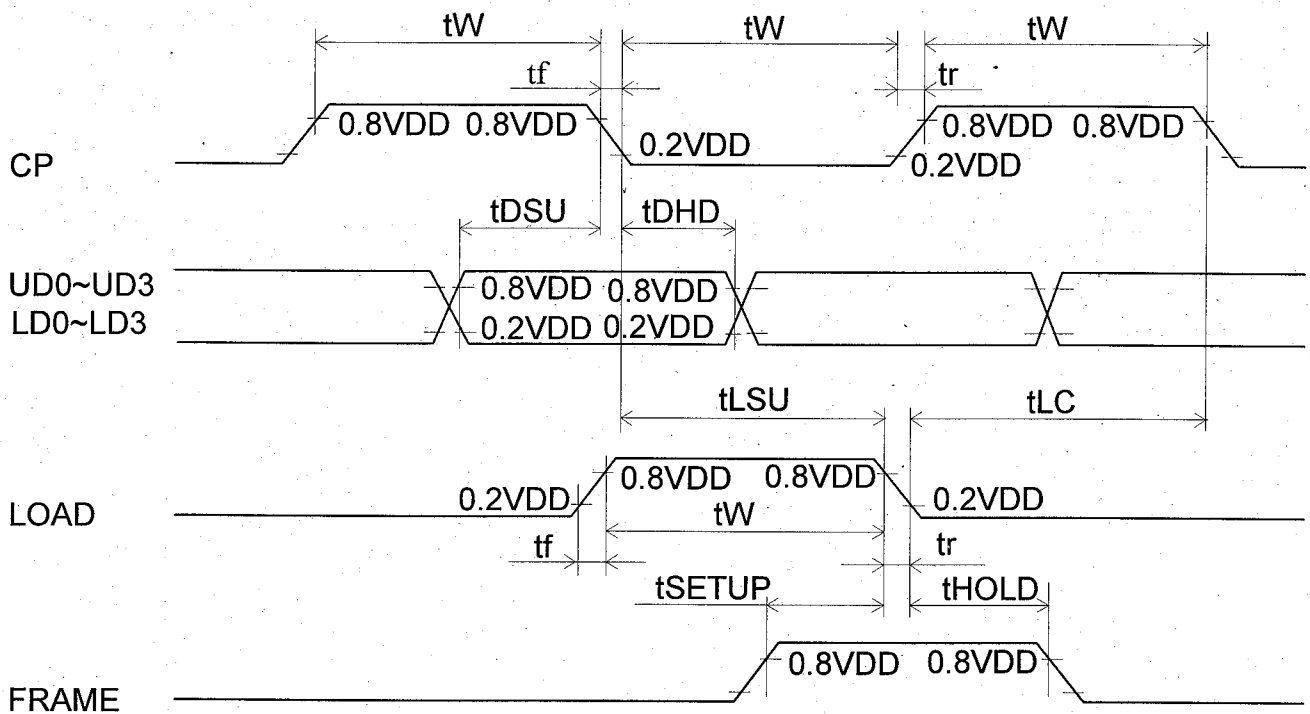 tW tW tW
tf tr
0.8VDD 0.8VDD 0.8VDD 0.8VDD
CP 0.2VDD 0.2VDD
tDSU tDHD
UD0~UD3 0.8VDD 0.8VDD
LD0~LD3 0.2VDD 0.2VDD
tLSU tLC
0.8VDD 0.8VDD
LOAD 0.2VDD 0.2VDD
tW
tf tr
tSETUP tHOLD
0.8VDD 0.8VDD
FRAME